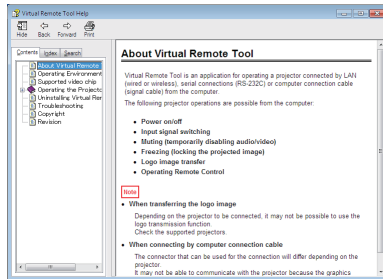 Virtual Remote Tool Help
Hide Back Forward Print
Contents Index Search
About Virtual Remote
Operating Environment
Supported video chip
Operating the Projecto
Uninstalling Virtual Rer
Troubleshooting
Copyright
Revision
About Virtual Remote Tool
Virtual Remote Tool is an application for operating a projector connected by LAN
(wired or wireless), serial connections (RS-232C) or computer connection cable
(signal cable) from the computer.
The following projector operations are possible from the computer:
• Power on/off
• Input signal switching
• Muting (temporarily disabling audio/video)
• Freezing (locking the projected image)
• Logo image transfer
• Operating Remote Control
Note
• When transferring the logo image
Depending on the projector to be connected, it may not be possible to use the
logo transmission function.
Check the supported projectors.
• When connecting by computer connection cable
The connector that can be used for the connection will differ depending on the
projector.
It may not be able to communicate with the projector because the graphics